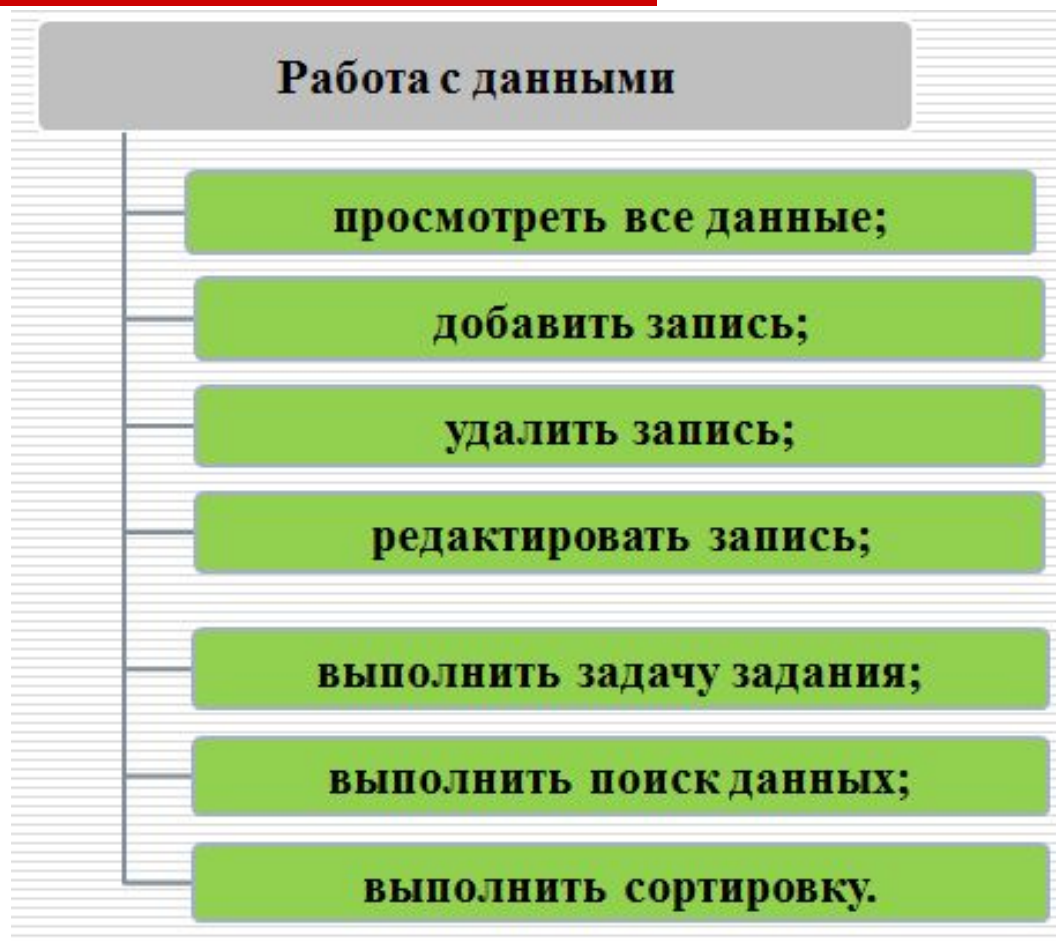 Работа с данными
просмотреть все данные;
добавить запись;
удалить запись;
редактировать запись;
выполнить задачу задания;
выполнить поиск данных;
выполнить сортировку.